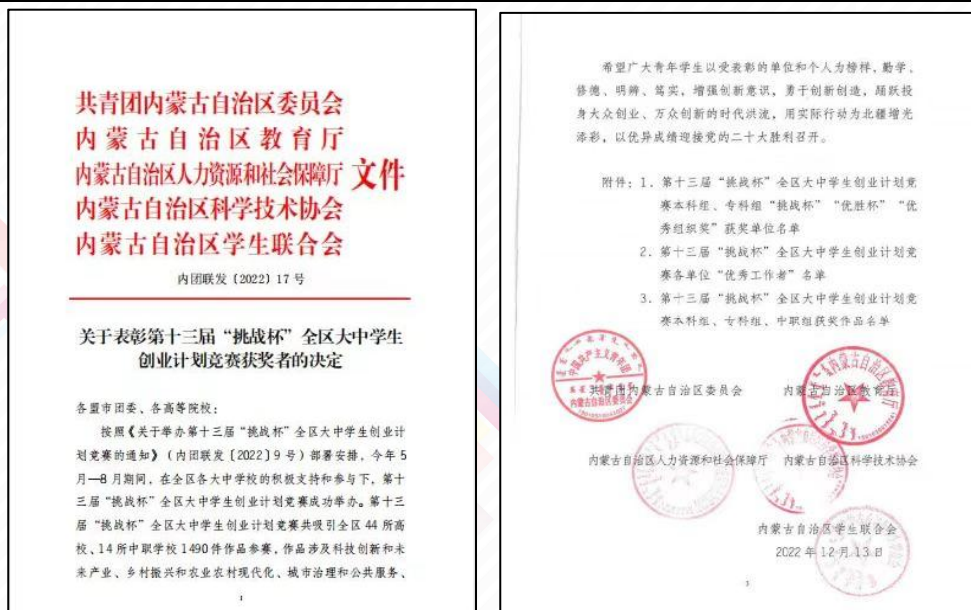 共青团内蒙古自治区委员会
内蒙古自治区教育厅
内蒙古自治区人力资源和社会保障厅 文件
内蒙古自治区科学技术协会
内蒙古自治区学生联合会
内团联发〔2022〕17 号
关于表彰第十三届“挑战杯”全区大中学生
创业计划竞赛获奖者的决定
各盟市团委、各高等院校：
按照《关于举办第十三届“挑战杯”全区大中学生创业计
划竞赛的通知》（内团联发〔2022〕9 号）部署安排，今年 5
月—8 月期间，在全区各大中学校的积极支持和参与下，第十
三届“挑战杯”全区大中学生创业计划竞赛成功举办。第十三
届“挑战杯”全区大中学生创业计划竞赛共吸引全区 44 所高
校、14 所中职学校 1490 件作品参赛，作品涉及科技创新和未
来产业、乡村振兴和农业农村现代化、城市治理和公共服务、
1
希望广大青年学生以受表彰的单位和个人为榜样，勤学、
修德、明辨、笃实，增强创新意识，勇于创新创造，踊跃投
身大众创业、万众创新的时代洪流，用实际行动为北疆增光
添彩，以优异成绩迎接党的二十大胜利召开。
附件：1. 第十三届“挑战杯”全区大中学生创业计划竞
赛本科组、专科组“挑战杯”“优胜杯”“优
秀组织奖”获奖单位名单
2. 第十三届“挑战杯”全区大中学生创业计划竞
赛各单位“优秀工作者”名单
3. 第十三届“挑战杯”全区大中学生创业计划竞
赛本科组、专科组、中职组获奖作品名单
共青团内蒙古自治区委员会 内蒙古自治区教育厅
内蒙古自治区人力资源和社会保障厅 内蒙古自治区科学技术协会
内蒙古自治区学生联合会
2022 年 12 月 13 日
3